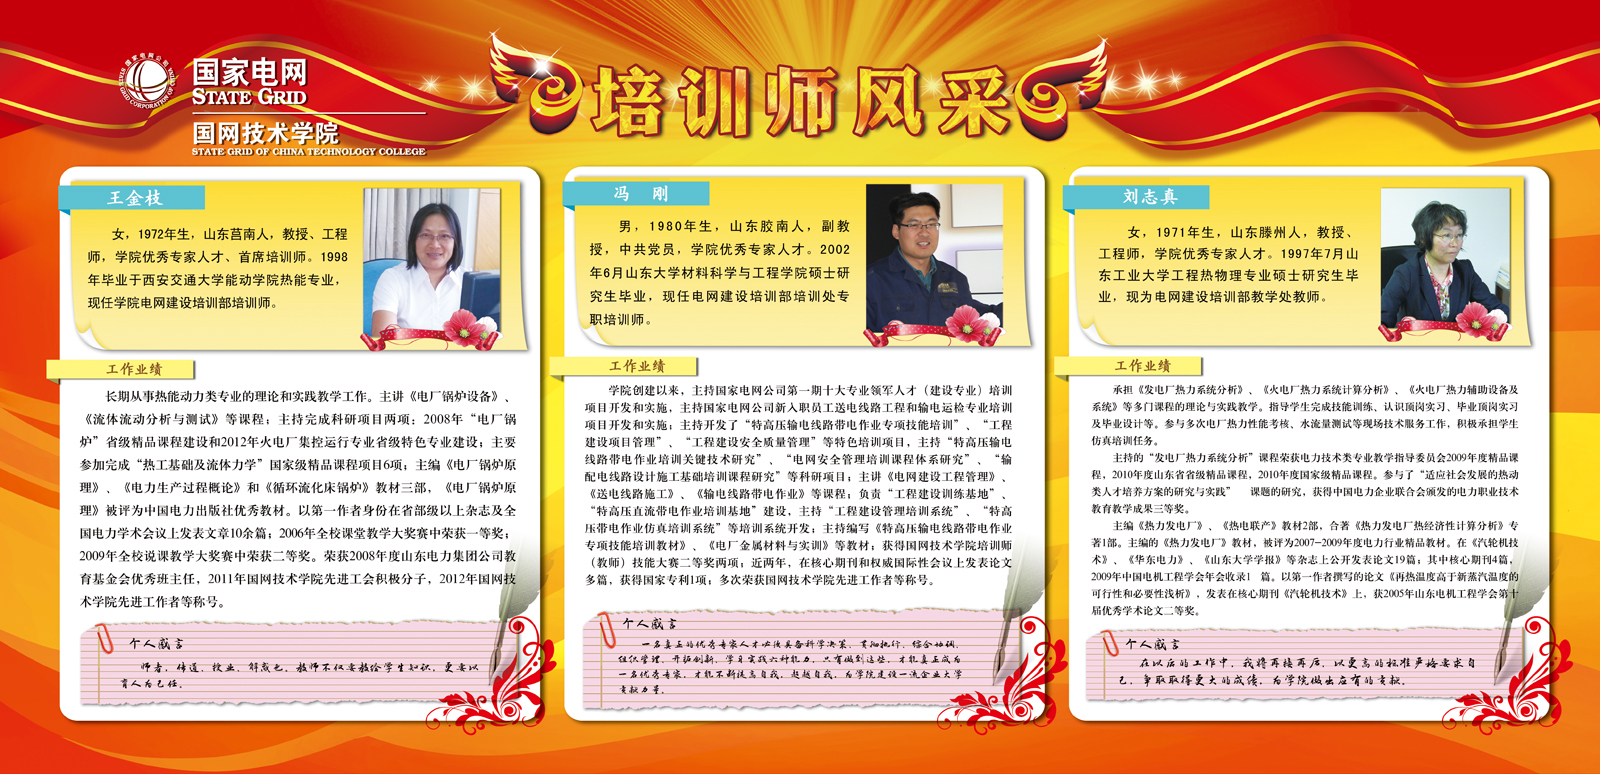 国家电网
STATE GRID
国网技术学院
STATE GRID OF CHINA TECHNOLOGY COLLEGE
培训师风采
王金枝
女，1972年生，山东莒南人，教授、工程
师，学院优秀专家人才、首席培训师。1998
年毕业于西安交通大学能动学院热能专业，
现任学院电网建设培训部培训师。
工作业绩
长期从事热能动力类专业的理论和实践教学工作。主讲《电厂锅炉设备》、
《流体流动分析与测试》等课程；主持完成科研项目两项：2008年“电厂锅
炉”省级精品课程建设和2012年火电厂集控运行专业省级特色专业建设；主要
参加完成“热工基础及流体力学”国家级精品课程项目6项；主编《电厂锅炉原
理》、《电力生产过程概论》和《循环流化床锅炉》教材三部，《电厂锅炉原
理》被评为中国电力出版社优秀教材。以第一作者身份在省部级以上杂志及全
国电力学术会议上发表文章10余篇；2006年全校课堂教学大奖赛中荣获一等奖；
2009年全校说课教学大奖赛中荣获二等奖。荣获2008年度山东电力集团公司教
育基金会优秀班主任，2011年国网技术学院先进工会积极分子，2012年国网技
术学院先进工作者等称号。
个人感言
师者，传道、授业、解惑也。教师不仅要教给学生知识，更要以
育人为己任。
冯 刚
男，1980年生，山东胶南人，副教
授，中共党员，学院优秀专家人才。2002
年6月山东大学材料科学与工程学院硕士研
究生毕业，现任电网建设培训部培训处专
职培训师。
工作业绩
学院创建以来，主持国家电网公司第一期十大专业领军人才（建设专业）培训
项目开发和实施，主持国家电网公司新入职员工送电线路工程和输电运检专业培训
项目开发和实施；主持开发了“特高压输电线路带电作业专项技能培训”、“工程
建设项目管理”、“工程建设安全质量管理”等特色培训项目，主持“特高压输电
线路带电作业培训关键技术研究”、“电网安全管理培训课程体系研究”、“输
配电线路设计施工基础培训课程研究”等科研项目；主讲《电网建设工程管理》、
《送电线路施工》、《输电线路带电作业》等课程；负责“工程建设训练基地”、
“特高压直流带电作业培训基地”建设，主持“工程建设管理培训系统”、“特高
压带电作业仿真培训系统”等培训系统开发；主持编写《特高压输电线路带电作业
专项技能培训教材》、《电厂金属材料与实训》等教材；获得国网技术学院培训师
（教师）技能大赛二等奖两项；近两年，在核心期刊和权威国际性会议上发表论文
多篇，获得国家专利1项；多次荣获国网技术学院先进工作者等称号。
个人感言
一名真正的优秀专家人才必须具备科学决策、贯彻执行、综合协调、
组织管理、开拓创新、学习实践六种能力，只有做到这些，才能真正成为
一名优秀专家，才能不断提高自我，超越自我，为学院建设一流企业大学
贡献力量。
刘志真
女，1971年生，山东滕州人，教授、
工程师，学院优秀专家人才。1997年7月山
东工业大学工程热物理专业硕士研究生毕
业，现为电网建设培训部教学处教师。
工作业绩
承担《发电厂热力系统分析》、《火电厂热力系统计算分析》、《火电厂热力辅助设备及
系统》等多门课程的理论与实践教学。指导学生完成技能训练、认识顶岗实习、毕业顶岗实习
及毕业设计等。参与多次电厂热力性能考核、水流量测试等现场技术服务工作，积极承担学生
仿真培训任务。
主持的“发电厂热力系统分析”课程荣获电力技术类专业教学指导委员会2009年度精品课
程，2010年度山东省省级精品课程，2010年度国家级精品课程。参与了“适应社会发展的热动
类人才培养方案的研究与实践” 课题的研究，获得中国电力企业联合会颁发的电力职业技术
教育教学成果三等奖。
主编《热力发电厂》、《热电联产》教材2部，合著《热力发电厂热经济性计算分析》专
著1部。主编的《热力发电厂》教材，被评为2007-2009年度电力行业精品教材。在《汽轮机技
术》、《华东电力》、《山东大学学报》等杂志上公开发表论文19篇；其中核心期刊4篇，
2009年中国电机工程学会年会收录1 篇。以第一作者撰写的论文《再热温度高于新蒸汽温度的
可行性和必要性浅析》，发表在核心期刊《汽轮机技术》上，获2005年山东电机工程学会第十
届优秀学术论文二等奖。
个人感言
在以后的工作中，我将再接再厉，以更高的标准严格要求自
己，争取取得更大的成绩，为学院做出应有的贡献。